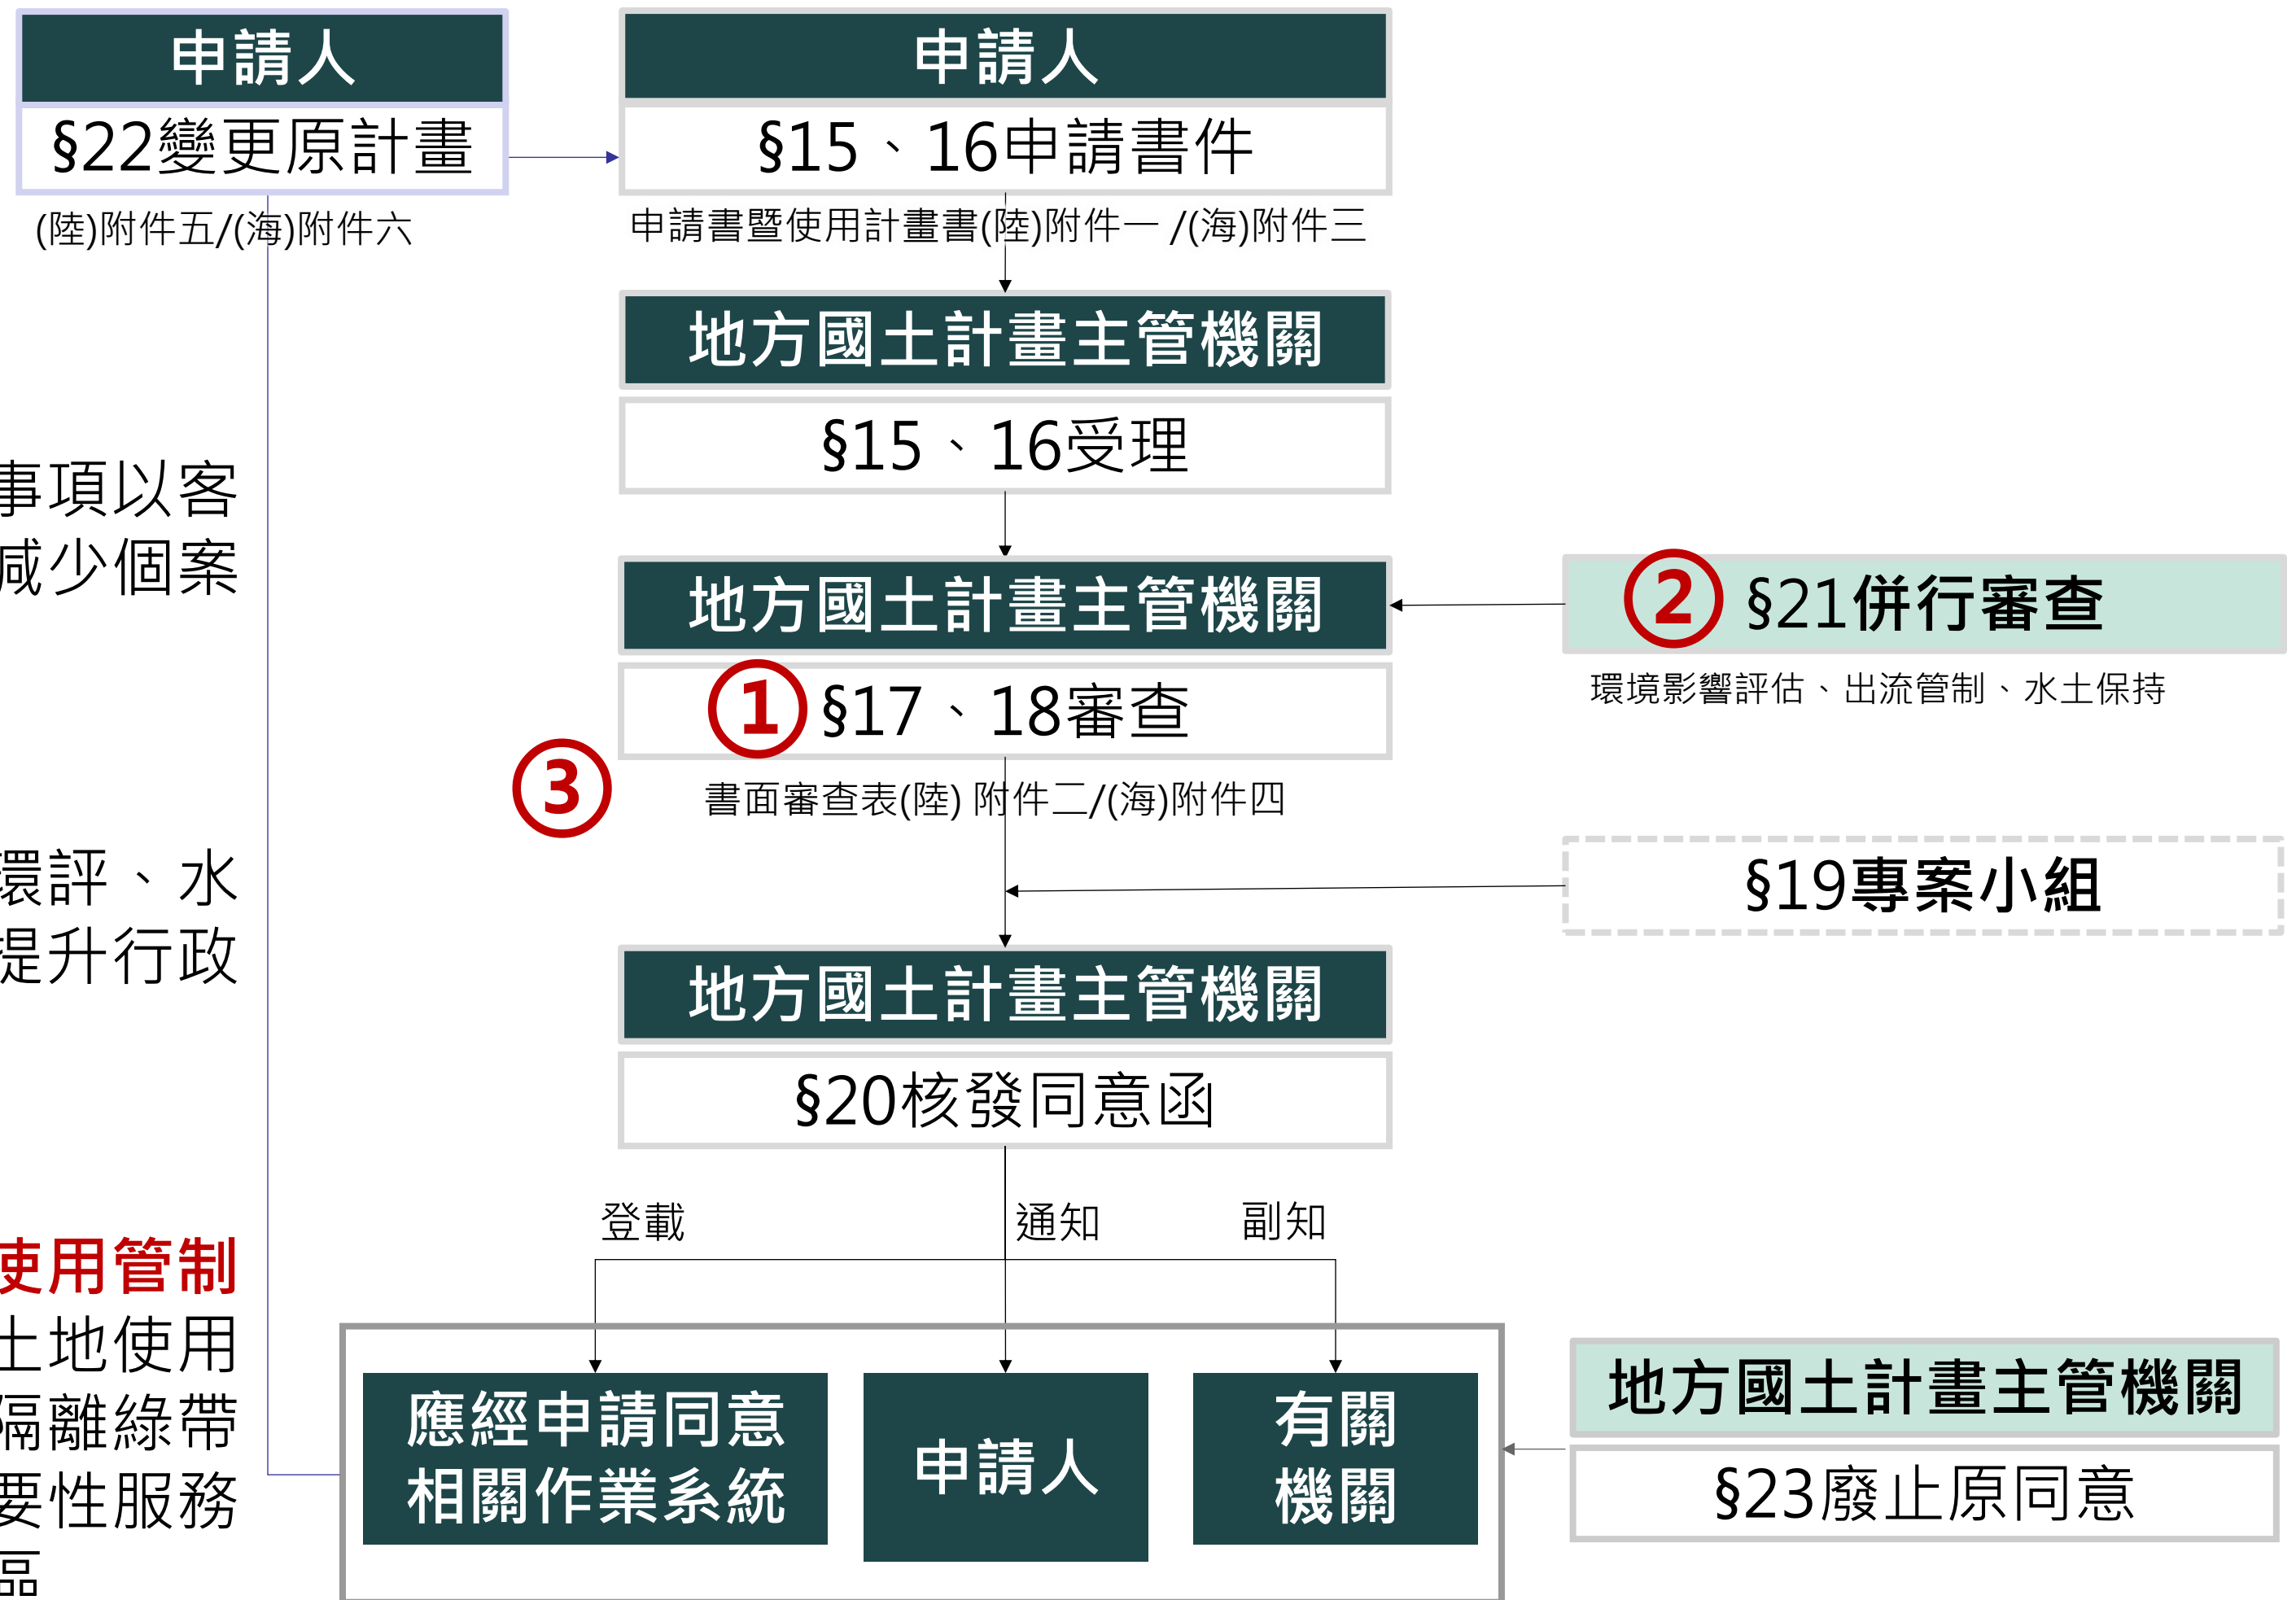 申請人
§22變更原計畫
(陸)附件五/(海)附件六
申請人
§15、16申請書件
申請書暨使用計畫書(陸)附件一 /(海)附件三
地方國土計畫主管機關
§15、16受理
事項以客
減少個案
地方國土計畫主管機關
① §17、18審查
③
書面審查表(陸) 附件二/(海)附件四
② §21併行審查
環境影響評估、出流管制、水土保持
環評、水
提升行政
§19專案小組
地方國土計畫主管機關
§20核發同意函
登載
通知
副知
使用管制
土地使用
隔離綠帶
要性服務
區
應經申請同意
相關作業系統
申請人
有關
機關
地方國土計畫主管機關
§23廢止原同意